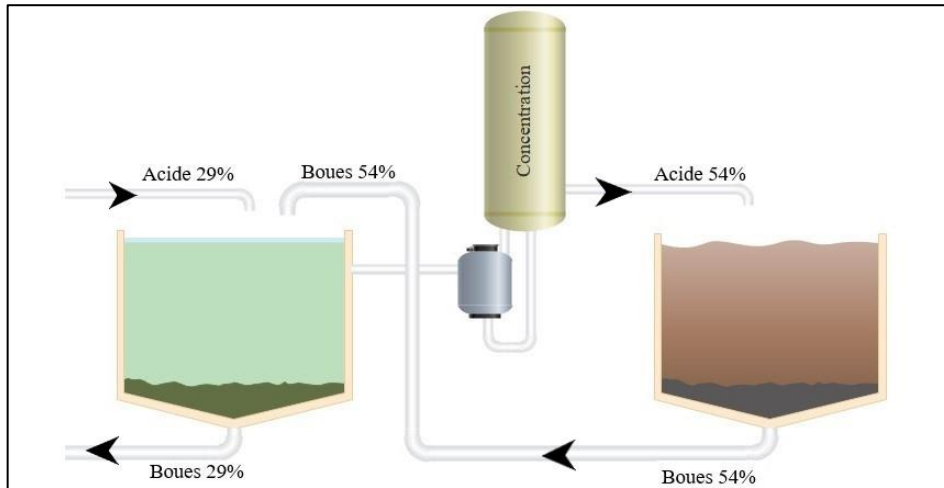 Concentration
Acide 29%
Boues 54%
Acide 54%
Boues 29%
Boues 54%